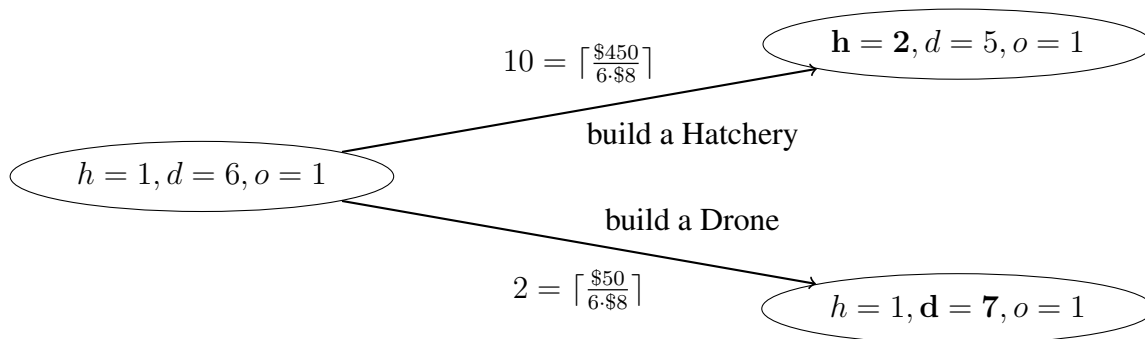 h = 2, d = 5, o = 1
10 = ⌈$450/6·$8⌉
build a Hatchery
h = 1, d = 6, o = 1
build a Drone
2 = ⌈$50/6·$8⌉
h = 1, d = 7, o = 1